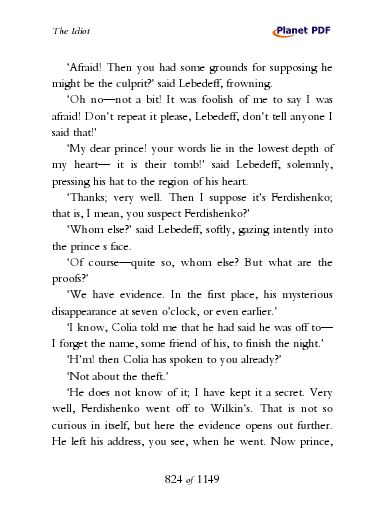 The Idiot
Planet PDF
‘Afraid! Then you had some grounds for supposing he
might be the culprit?’ said Lebedeff, frowning.
‘Oh no—not a bit! It was foolish of me to say I was
afraid! Don’t repeat it please, Lebedeff, don’t tell anyone I
said that!’
‘My dear prince! your words lie in the lowest depth of
my heart— it is their tomb!’ said Lebedeff, solemnly,
pressing his hat to the region of his heart.
‘Thanks; very well. Then I suppose it’s Ferdishenko;
that is, I mean, you suspect Ferdishenko?’
‘Whom else?’ said Lebedeff, softly, gazing intently into
the prince s face.
‘Of course—quite so, whom else? But what are the
proofs?’
‘We have evidence. In the first place, his mysterious
disappearance at seven o’clock, or even earlier.’
‘I know, Colia told me that he had said he was off to—
I forget the name, some friend of his, to finish the night.’
‘H’m! then Colia has spoken to you already?’
‘Not about the theft.’
‘He does not know of it; I have kept it a secret. Very
well, Ferdishenko went off to Wilkin’s. That is not so
curious in itself, but here the evidence opens out further.
He left his address, you see, when he went. Now prince,
824 of 1149